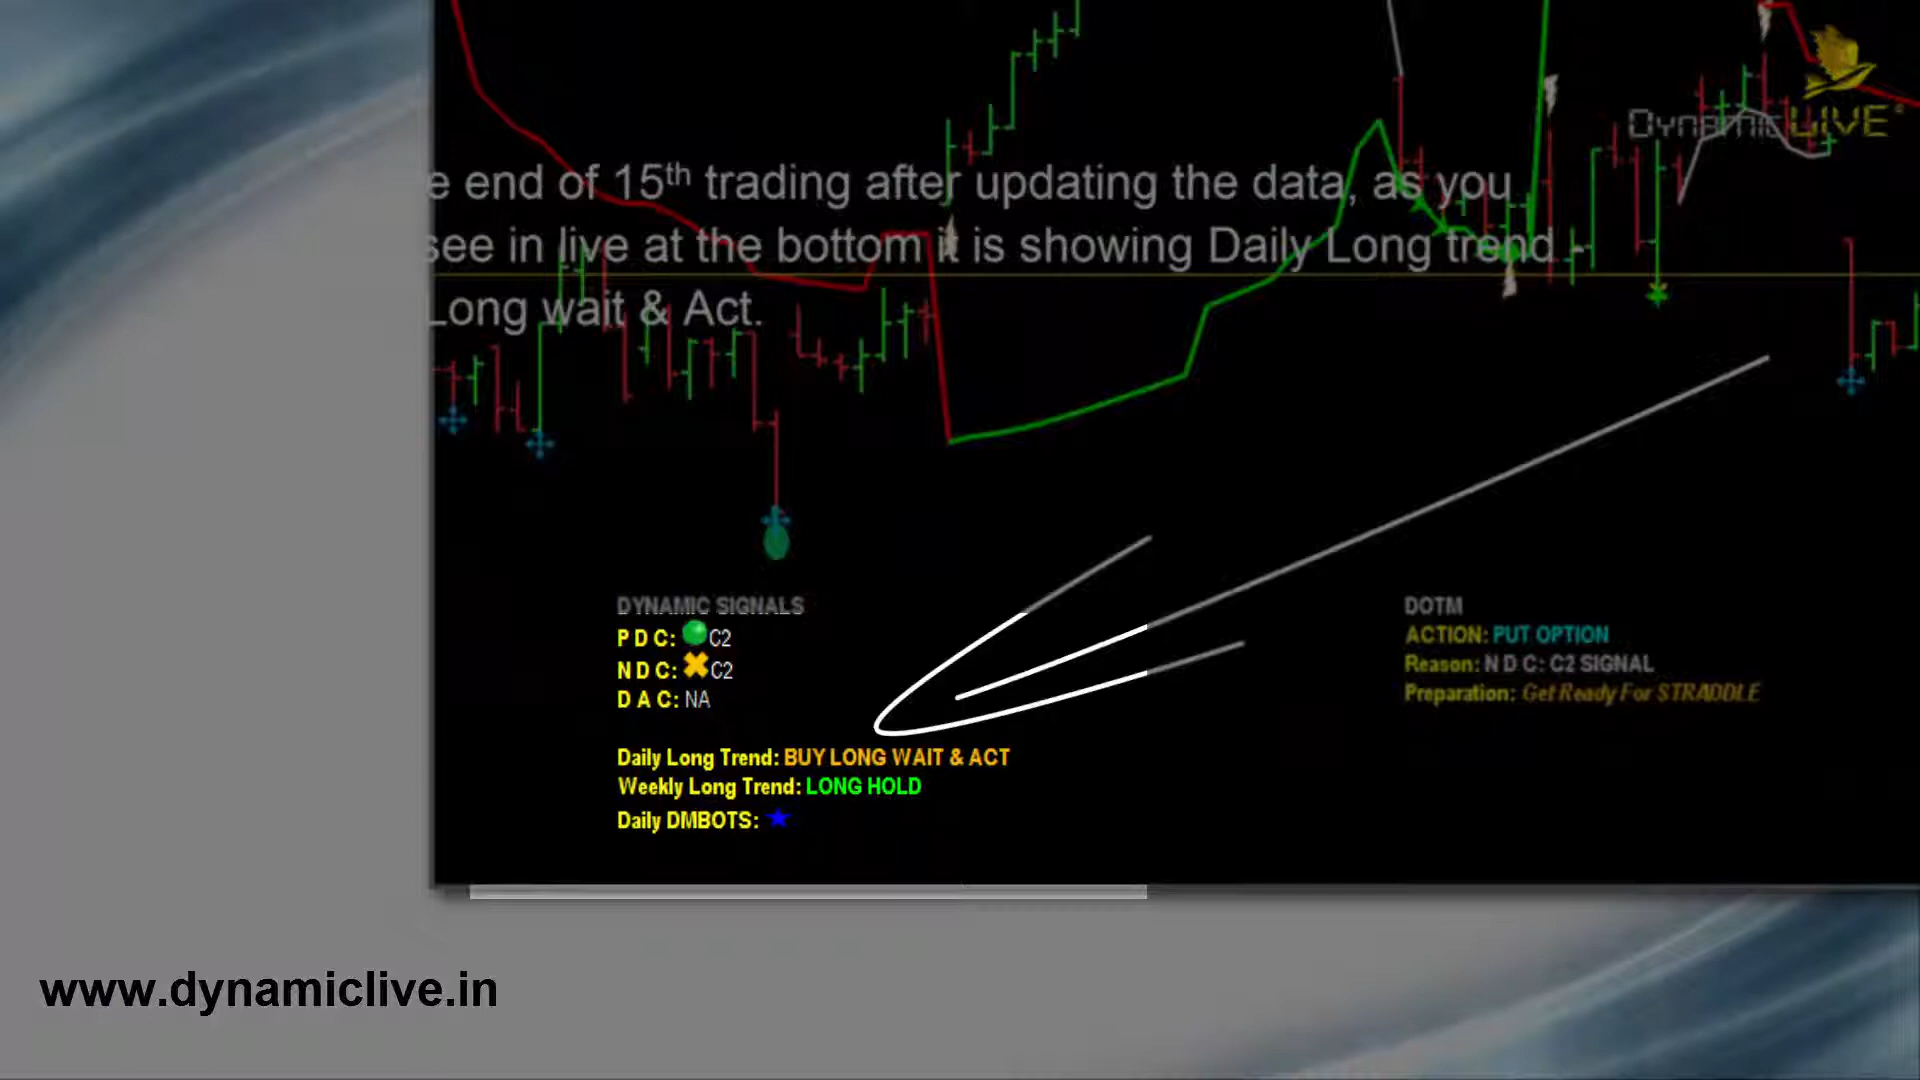 Dynamic LIVE
e end of 15th trading after updating the data, as you
see in live at the bottom it is showing Daily Long trend
Long wait & Act.
DYNAMIC SIGNALS
P D C: C2
N D C: C2
D A C: NA
Daily Long Trend: BUY LONG WAIT & ACT
Weekly Long Trend: LONG HOLD
Daily DMBOTS:
DOTM
ACTION: PUT OPTION
Reason: N D C: C2 SIGNAL
Preparation: Get Ready For STRADDLE
www.dynamiclive.in